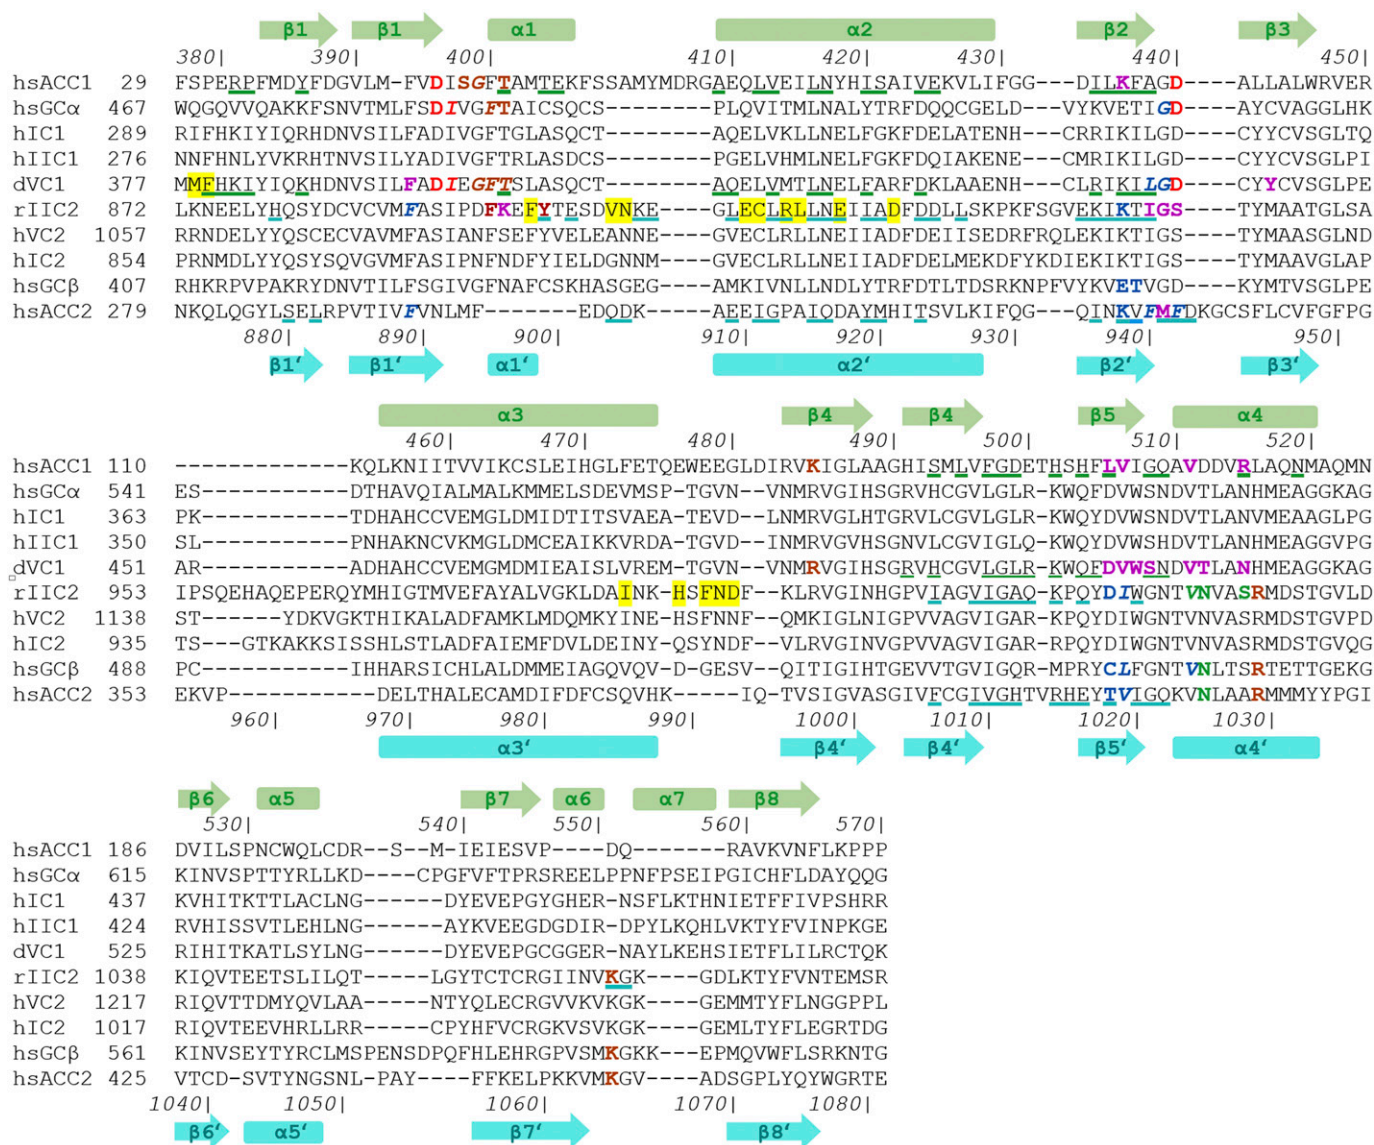 β1 β1 α1 α2 β2 β3
380 390 400 410 420 430 440 450
hsACC1 29 FSPERPFMDYFDGVLM-FVDISGFTAMTEKFSSAMYMDRGAEQLVEILNYHISAIVEKVLIFGG---DILKFAGD----ALLALWRVER
hsGCα 467 WQGQVVQAKKFSNVTMLFSDIVGFTAICSQCS--------PLQVITMLNALYTRFDQQCGELD---VYKVETIGD----AYCVAGGLHK
hIC1 289 RIFHKIYIQRHDNVSILFADIVGFTGLASQCT--------AQELVKLLNELFGKFDELATENH---CRRIKILGD----CYYCVSGLTQ
hIIC1 276 NNFHNLYVKRHTNVSILYADIVGFTRLASDCS--------PGELVHMLNELFGKFDQIAKENE---CMRIKILGD----CYYCVSGLPI
dVC1 377 MMFHKIYIQKHDNVSILFADIEGFTSLASQCT--------AQELVMTLNELFARFDKLAAENH---CLRIKILGD----CYYCVSGLPE
rIIC2 872 LKNEELYHQSYDCVCVMFASIPDFKEFYTESDVNKE----GLECLRLLNEIIADFDDLLSKPKFSGVEKIKTIGS----TYMAATGLSA
hVC2 1057 RRNDELYYQSCECVAVMFASIANFSEFYVELEANNE----GVECLRLLNEIIADFDEIISEDRFRQLEKIKTIGS----TYMAASGLND
hIC2 854 PRNMDLYYQSYSQVGVMFASIPNFNDFYIELDGNNM----GVECLRLLNEIIADFDELMEKDFYKDIEKIKTIGS----TYMAAVGLAP
hsGCβ 407 RHKRPVPAKRYDNVTILFSGIVGFNAFCSKHASGEG----AMKIVNLLNDLYTRFDTLTDSRKNPFVYKVETVGD----KYMTVSGLPE
hsACC2 279 NKQLQGYLSELRPVTIVFVNLMF------EDQDK------AEEIGPAIQDAYMHITSVLKIFQG---QINKVFMFDKGCSFLCVFGFPG
880 890 900 910 920 930 940 950
β1‘ β1‘ α1‘ α2‘ β2‘ β3‘
α3 β4 β4 β5 α4
460 470 480 490 500 510 520
hsACC1 110 -------------KQLKNIITVVIKCSLEIHGLFETQEWEEGLDIRVKIGLAAGHISMLVFGDETHSHFLVIGQAVDDVRLAQNMAQMN
hsGCα 541 ES-----------DTHAVQIALMALKMMELSDEVMSP-TGVN--VNMRVGIHSGRVHCGVLGLR-KWQFDVWSNDVTLANHMEAGGKAG
hIC1 363 PK-----------TDHAHCCVEMGLDMIDTITSVAEA-TEVD--LNMRVGLHTGRVLCGVLGLR-KWQYDVWSNDVTLANVMEAAGLPG
hIIC1 350 SL-----------PNHAKNCVKMGLDMCEAIKKVRDA-TGVD--INMRVGVHSGNVLCGVIGLQ-KWQYDVWSHDVTLANHMEAGGVPG
dVC1 451 AR-----------ADHAHCCVEMGMDMIEAISLVREM-TGVN--VNMRVGIHSGRVHCGVLGLR-KWQFDVWSNDVTLANHMEAGGKAG
rIIC2 953 IPSQEHAQEPERQYMHIGTMVEFAYALVGKLDAINK-HSFNDF--KLRVGINHGPVIAGVIGAQ-KPQYDIWGNTVNVASRMDSTGVLD
hVC2 1138 ST------YDKVGKTHIKALADFAMKLMDQMKYINE-HSFNNF--QMKIGLNIGPVVAGVIGAR-KPQYDIWGNTVNVASRMDSTGVPD
hIC2 935 TS---GTKAKKSISSHLSTLADFAIEMFDVLDEINY-QSYNDF--VLRVGINVGPVVAGVIGAR-RPQYDIWGNTVNVASRMDSTGVQG
hsGCβ 488 PC-----------IHHARSICHLALDMMEIAGQVQV-D-GESV--QITIGIHTGEVVTGVIGQR-MPRYCLFGNTVNLTSRTETTGEKG
hsACC2 353 EKVP---------DELTHALECAMDIFDFCSQVHK-----IQ--TVSIGVASGIVFCGIVGHTVRHEYTVIGQKVNLAARMMMYYPGI
960 970 980 990 1000 1010 1020 1030
α3‘ β4‘ β4‘ β5‘ α4‘
β6 α5 β7 α6 α7 β8
530 540 550 560 570
hsACC1 186 DVILSPNCWQLCDR--S--M-IEIESVP----DQ-------RAVKVNFLKPPP
hsGCα 615 KINVSPTTYRLLKD----CPGFVFTPRSREELPPNFPSEIPGICHFLDAYQQG
hIC1 437 KVHITKTTLACLNG-----DYEVEPGYGHER-NSFLKTHNIETFFIVPSHRR
hIIC1 424 RVHISSVTLEHLNG-----AYKVEEGDGDIR-DPYLKQHLVKTYFVINPKGE
dVC1 525 RIHITKATLSYLNG-----DYEVEPGCGGER-NAYLKEHSIETFLILRCTQK
rIIC2 1038 KIQVTEETSLILQT-----LGYTCTCRGIINVKGK----GDLKTYFVNTEMSR
hVC2 1217 RIQVTTDMYQVLAA-----NTYQLECRGVVKVKGK----GEMMTYFLNGGPPL
hIC2 1017 RIQVTEEVHRLLRR-----CPYHFVCRGKVSVKGK----GEMLTYFLEGRTDG
hsGCβ 561 KINVSEYTYRCLMSPENSDPQFHLEHRGPVSMKGKK---EPMQVWFLSRKNTG
hsACC2 425 VTCD-SVTYNGSNL-PAY----FFKELPKKVMKGV----ADSGPLYQYWGRTE
1040 1050 1060 1070 1080
β6‘ α5‘ β7‘ β8‘